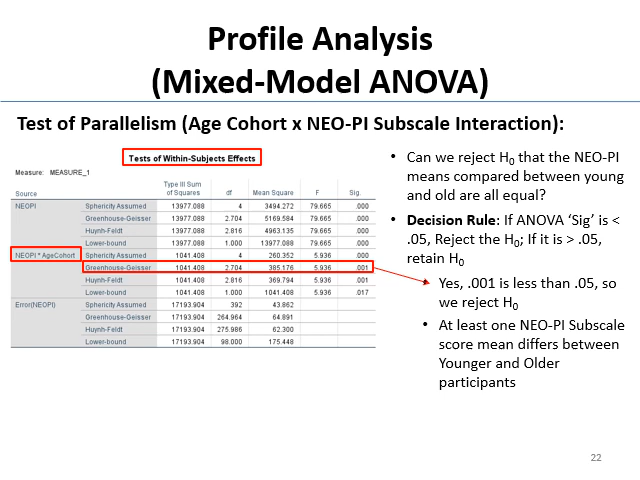 Profile Analysis
(Mixed-Model ANOVA)
Test of Parallelism (Age Cohort x NEO-PI Subscale Interaction):
Tests of Within-Subjects Effects
Measure: MEASURE_1
Source Type III Sum of Squares df Mean Square F Sig.
NEOPI Sphericity Assumed 13977.088 4 3494.272 79.665 .000
Greenhouse-Geisser 13977.088 2.704 5169.584 79.665 .000
Huynh-Feldt 13977.088 2.816 4963.135 79.665 .000
Lower-bound 13977.088 1.000 13977.088 79.665 .000
NEOPI * AgeCohort Sphericity Assumed 1041.408 4 260.352 5.936 .000
Greenhouse-Geisser 1041.408 2.704 385.176 5.936 .001
Huynh-Feldt 1041.408 2.816 369.794 5.936 .001
Lower-bound 1041.408 1.000 1041.408 5.936 .017
Error(NEOPI) Sphericity Assumed 17193.904 392 43.862
Greenhouse-Geisser 17193.904 264.964 64.891
Huynh-Feldt 17193.904 275.986 62.300
Lower-bound 17193.904 98.000 175.448
• Can we reject H0 that the NEO-PI
means compared between young
and old are all equal?
• Decision Rule: If ANOVA ‘Sig’ is <
.05, Reject the H0; If it is > .05,
retain H0
Yes, .001 is less than .05, so
we reject H0
• At least one NEO-PI Subscale
score mean differs between
Younger and Older
participants
22